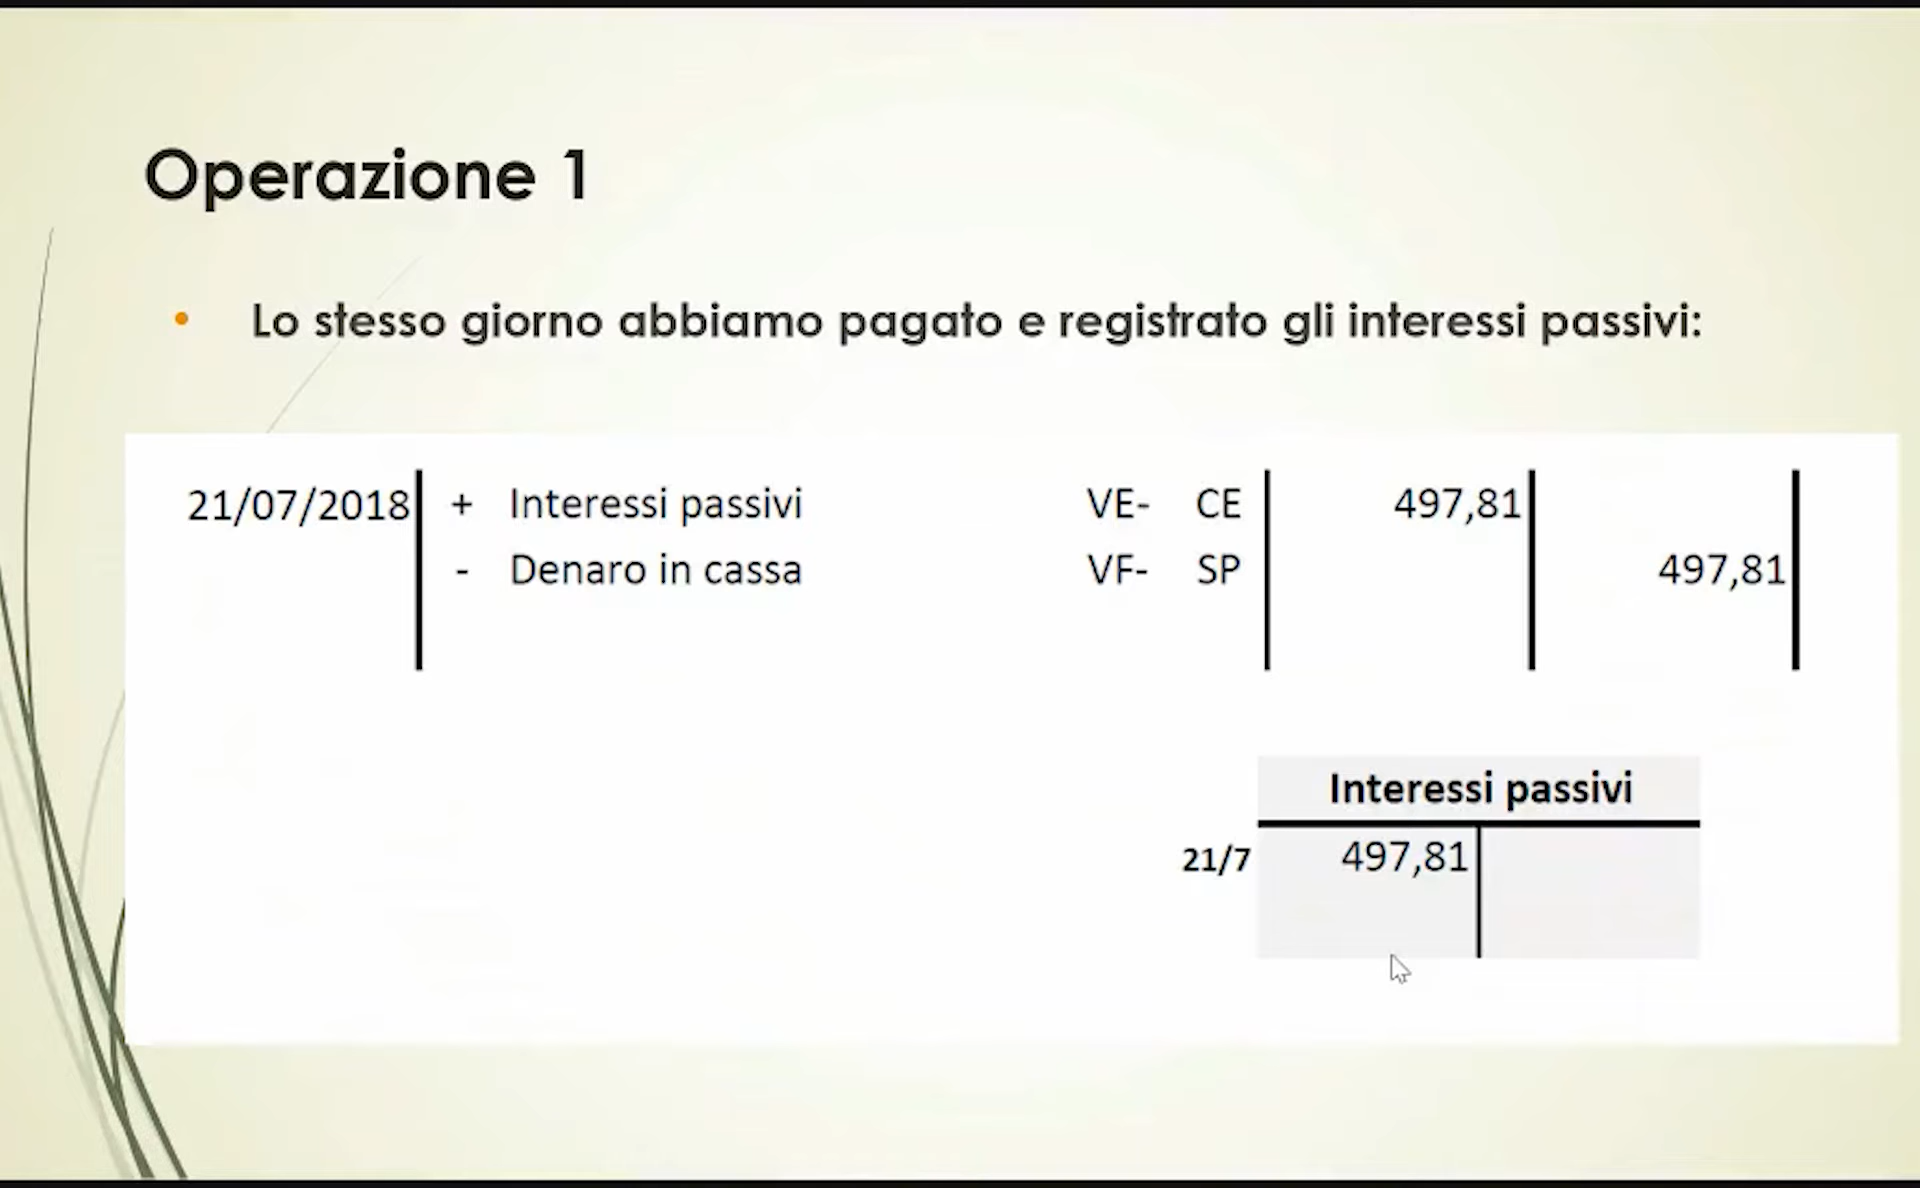 Operazione 1
• Lo stesso giorno abbiamo pagato e registrato gli interessi passivi:
21/07/2018 + Interessi passivi VE- CE 497,81
- Denaro in cassa VF- SP 497,81
Interessi passivi
21/7 497,81